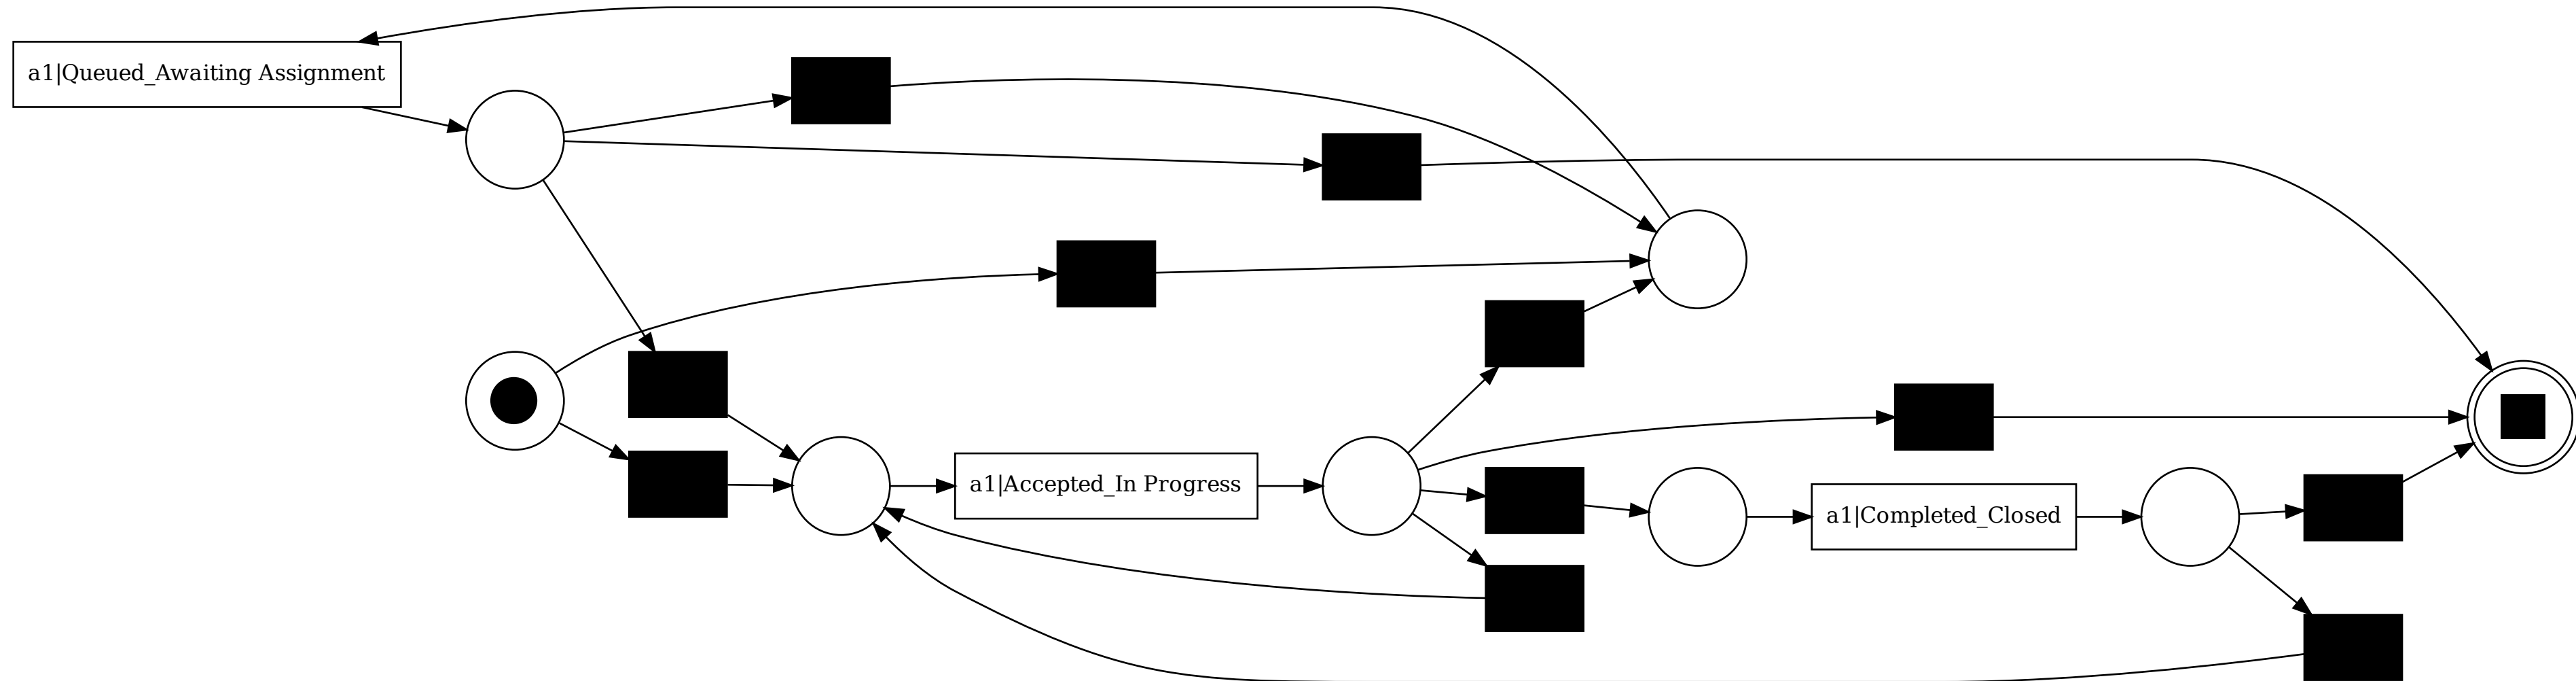 a1|Queued_Awaiting Assignment
a1|Accepted_In Progress
a1|Completed_Closed